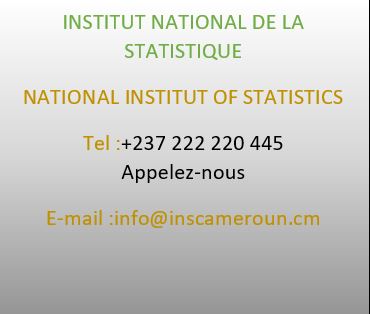 INSTITUT NATIONAL DE LA
STATISTIQUE
NATIONAL INSTITUT OF STATISTICS
Tel :+237 222 220 445
Appelez-nous
E-mail :info@inscameroun.cm